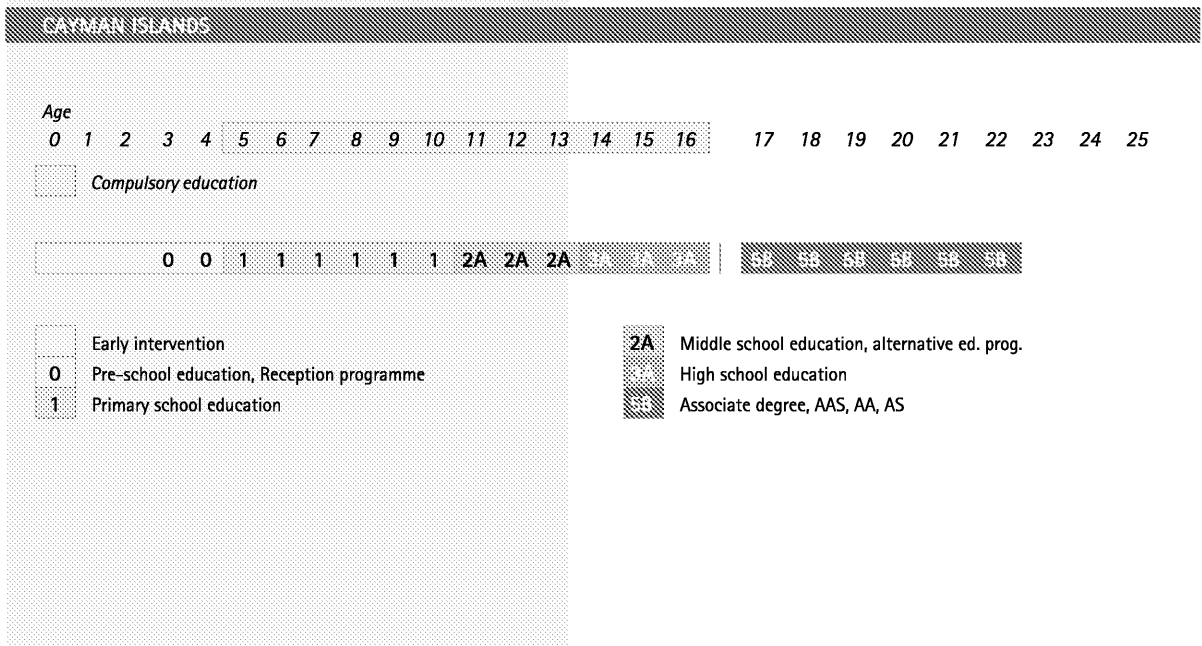 CAYMAN ISLANDS
Age
0 1 2 3 4 5 6 7 8 9 10 11 12 13 14 15 16 17 18 19 20 21 22 23 24 25
Compulsory education
0 0 1 1 1 1 1 1 2A 2A 2A 3A 3A 3A 5B 5B 5B 5B 5B 5B
Early intervention
0 Pre-school education, Reception programme
1 Primary school education
2A Middle school education, alternative ed. prog.
3A High school education
5B Associate degree, AAS, AA, AS